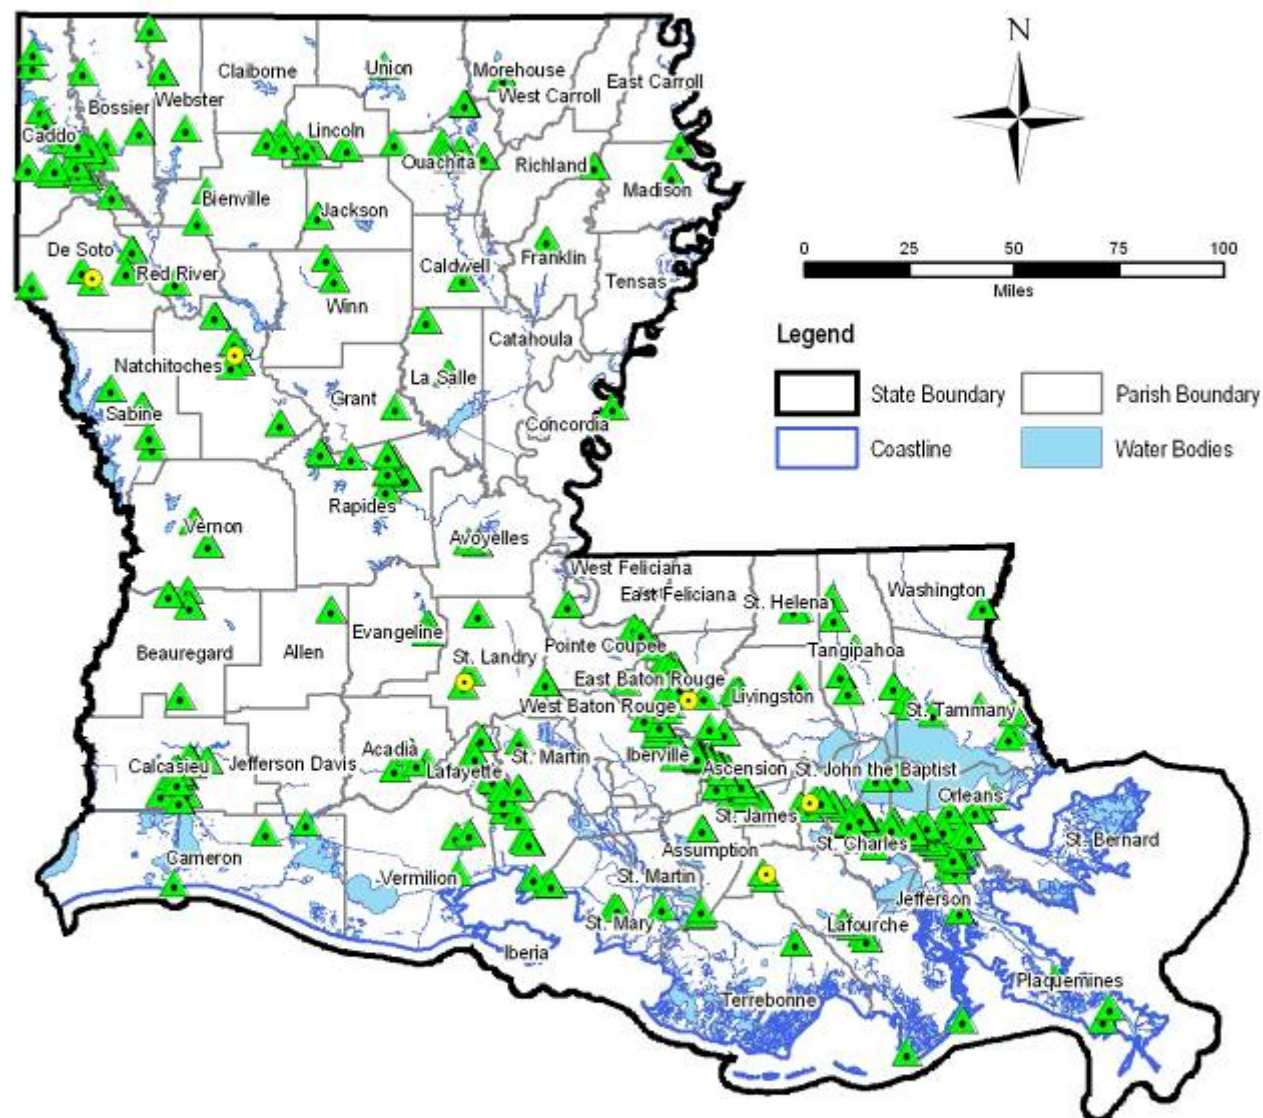 N
Claiborne
Union
Morehouse
East Carroll
West Carroll
Webster
Bossier
Caddo
Lincoln
Ouachita
Richland
Madison
Bienville
Jackson
De Soto
Red River
Winn
Caldwell
Franklin
Tensas
0 25 50 75 100
Miles
Legend
State Boundary
Parish Boundary
Coastline
Water Bodies
Natchitoches
Catahoula
La Salle
Grant
Sabine
Concordia
Rapides
Vernon
Avoyelles
West Feliciana
East Feliciana
St. Helena
Washington
Evangeline
Beauregard
Allen
St. Landry
Pointe Coupee
Tangipahoa
East Baton Rouge
West Baton Rouge
Livingston
St. Tammany
Acadia
Calcasieu
Jefferson Davis
Lafayette
St. Martin
Iberville
Ascension
St. John the Baptist
Orleans
St. James
St. Charles
St. Bernard
Assumption
Cameron
Vermilion
St. Martin
Jefferson
St. Mary
Lafourche
Iberia
Plaquemines
Terrebonne